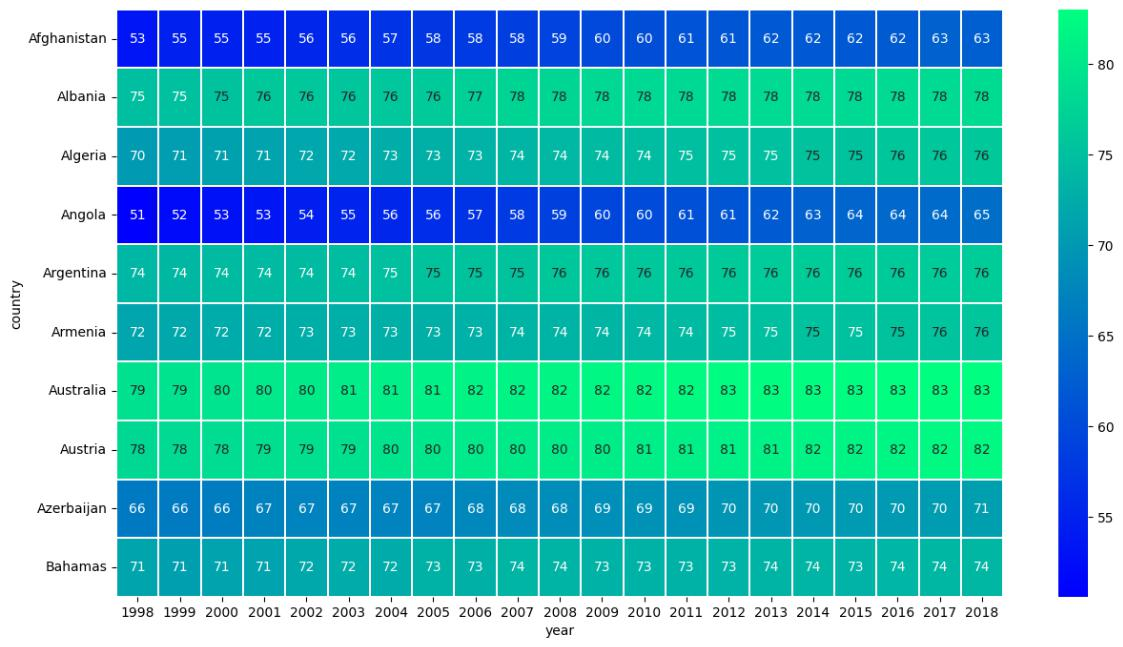 Afghanistan 53 55 55 55 56 56 57 58 58 58 59 60 60 61 61 62 62 62 62 63 63
80
Albania 75 75 75 76 76 76 76 76 77 78 78 78 78 78 78 78 78 78 78 78 78
Algeria 70 71 71 71 72 72 73 73 73 74 74 74 74 75 75 75 75 75 76 76 76
75
Angola 51 52 53 53 54 55 56 56 57 58 59 60 60 61 61 62 63 64 64 64 65
70
Argentina 74 74 74 74 74 74 75 75 75 75 76 76 76 76 76 76 76 76 76 76 76
country
Armenia 72 72 72 72 73 73 73 73 73 74 74 74 74 74 75 75 75 75 75 76 76
65
Australia 79 79 80 80 80 81 81 81 82 82 82 82 82 82 83 83 83 83 83 83 83
60
Austria 78 78 78 79 79 79 80 80 80 80 80 80 81 81 81 81 82 82 82 82 82
Azerbaijan 66 66 66 67 67 67 67 67 68 68 68 69 69 69 70 70 70 70 70 70 71
55
Bahamas 71 71 71 71 72 72 72 73 73 74 74 73 73 73 73 74 74 73 74 74 74
1998 1999 2000 2001 2002 2003 2004 2005 2006 2007 2008 2009 2010 2011 2012 2013 2014 2015 2016 2017 2018
year